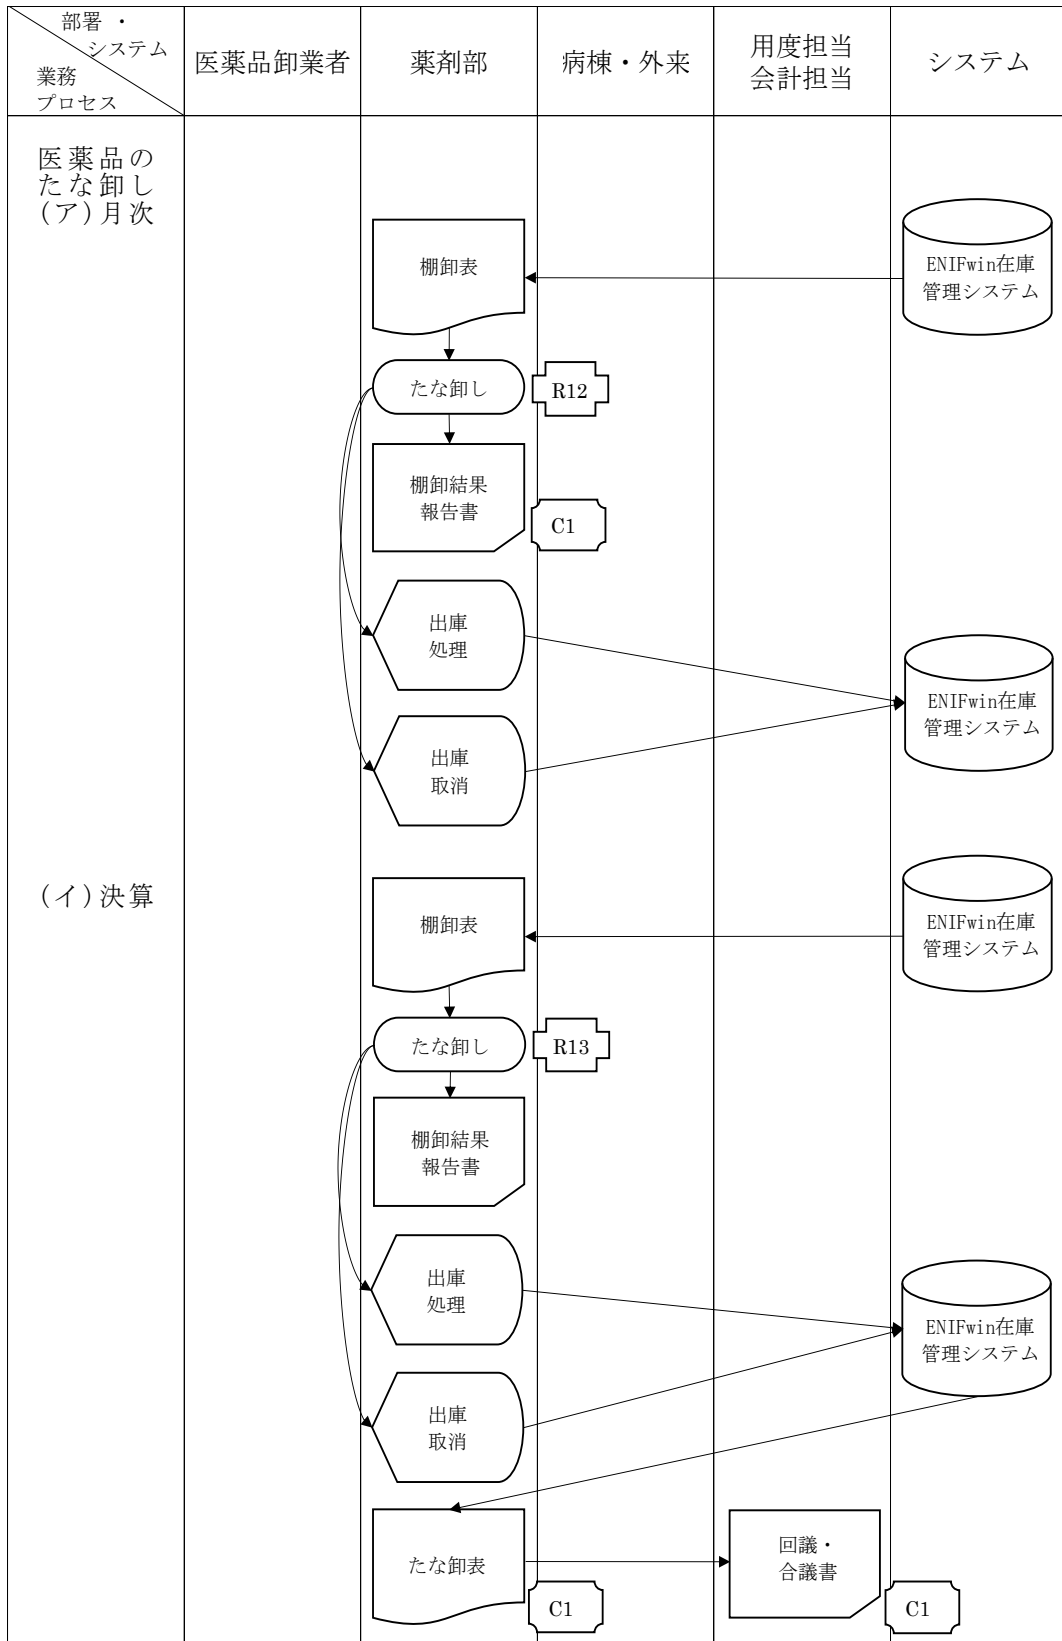 部署 ・
システム
業務
プロセス
医薬品卸業者
薬剤部
病棟・外来
用度担当
会計担当
システム
医薬品の
たな卸し
(ア)月次
棚卸表
ENIFwin在庫
管理システム
たな卸し
R12
棚卸結果
報告書
C1
出庫
処理
ENIFwin在庫
管理システム
出庫
取消
(イ)決算
棚卸表
ENIFwin在庫
管理システム
たな卸し
R13
棚卸結果
報告書
出庫
処理
ENIFwin在庫
管理システム
出庫
取消
たな卸表
C1
回議・
合議書
C1